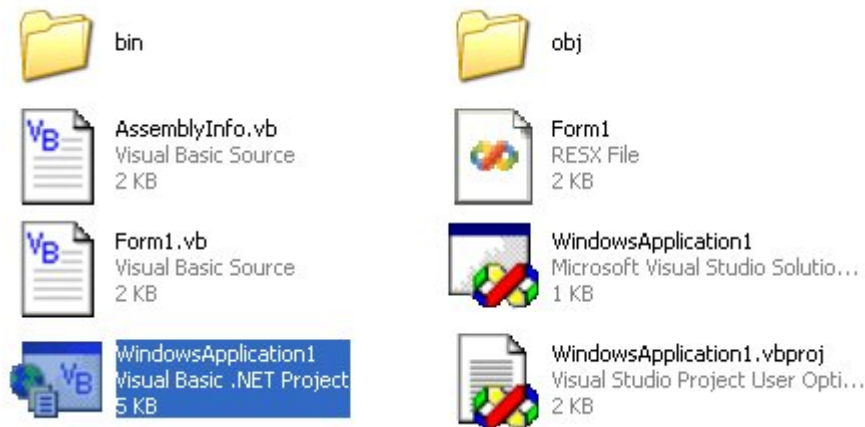 bin
obj
AssemblyInfo.vb
Visual Basic Source
2 KB
Form1
RESX File
2 KB
Form1.vb
Visual Basic Source
2 KB
WindowsApplication1
Microsoft Visual Studio Solutio...
1 KB
WindowsApplication1
Visual Basic .NET Project
5 KB
WindowsApplication1.vbproj
Visual Studio Project User Opti...
2 KB